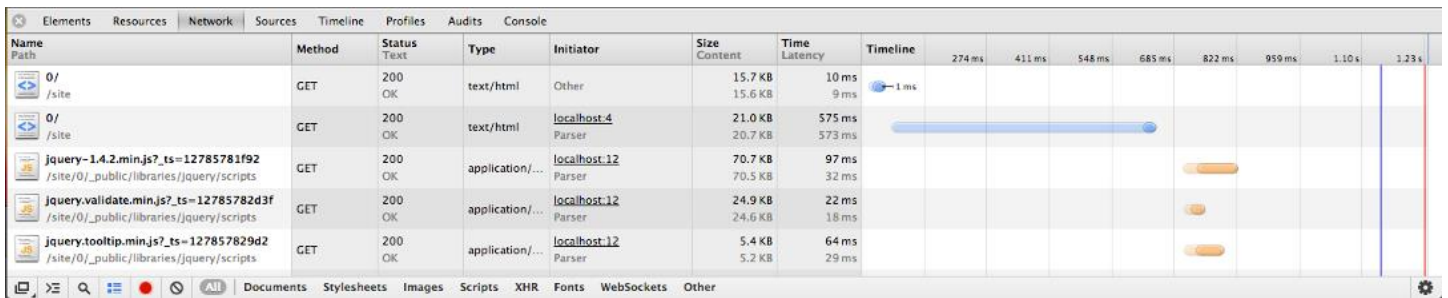 Elements Resources Network Sources Timeline Profiles Audits Console
Name Method Status Type Initiator Size Time Timeline 274 ms 411 ms 548 ms 685 ms 822 ms 959 ms 1.10 s 1.23 s
Path Text Content Latency
0/ GET 200 text/html Other 15.7 KB 10 ms 1 ms
/site OK 15.6 KB 9 ms
0/ GET 200 text/html localhost:4 21.0 KB 575 ms
/site OK Parser 20.7 KB 573 ms
jquery-1.4.2.min.js?_ts=12785781f92 GET 200 application/... localhost:12 70.7 KB 97 ms
/site/0/_public/libraries/jquery/scripts OK Parser 70.5 KB 32 ms
jquery.validate.min.js?_ts=12785782d3f GET 200 application/... localhost:12 24.9 KB 22 ms
/site/0/_public/libraries/jquery/scripts OK Parser 24.6 KB 18 ms
jquery.tooltip.min.js?_ts=127857829d2 GET 200 application/... localhost:12 5.4 KB 64 ms
/site/0/_public/libraries/jquery/scripts OK Parser 5.2 KB 29 ms
All Documents Stylesheets Images Scripts XHR Fonts WebSockets Other